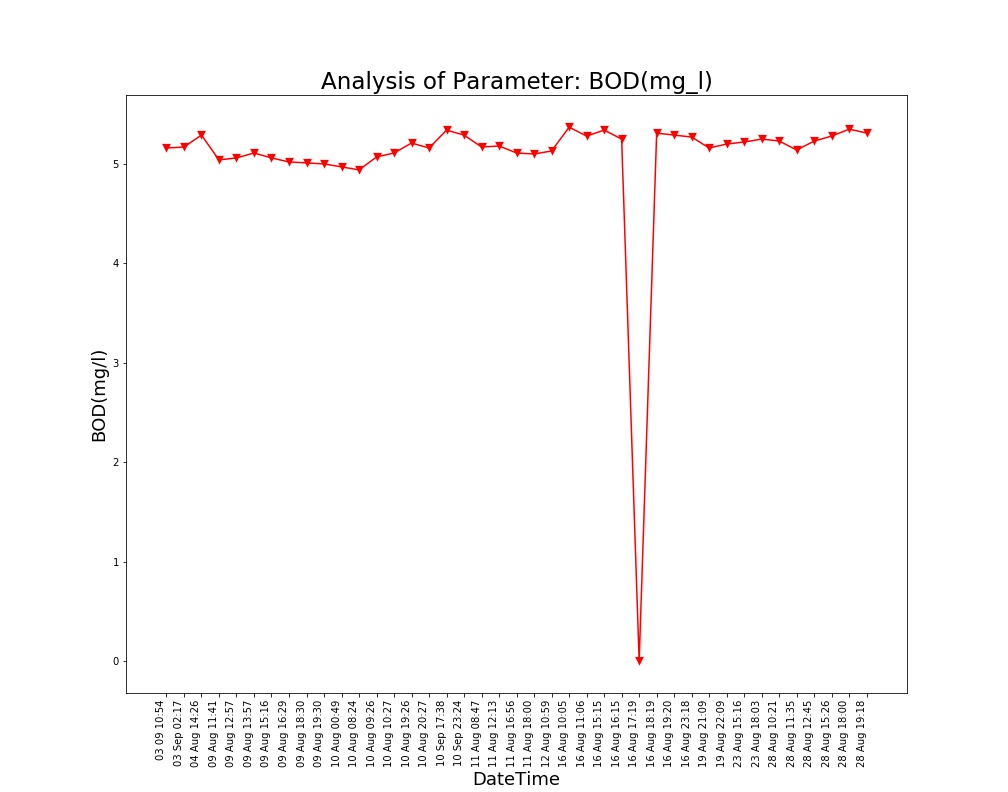 Analysis of Parameter: BOD(mg_l)
BOD(mg/l)
5
4
3
2
1
0
03 09 10:54
03 Sep 02:17
04 Aug 14:26
09 Aug 11:41
09 Aug 12:57
09 Aug 13:57
09 Aug 15:16
09 Aug 16:29
09 Aug 18:30
09 Aug 19:30
10 Aug 00:49
10 Aug 08:24
10 Aug 09:26
10 Aug 10:27
10 Aug 19:26
10 Aug 20:27
10 Sep 17:38
10 Sep 23:24
11 Aug 08:47
11 Aug 12:13
11 Aug 16:56
11 Aug 18:00
12 Aug 10:59
16 Aug 10:05
16 Aug 11:06
16 Aug 15:15
16 Aug 16:15
16 Aug 17:19
16 Aug 18:19
16 Aug 19:20
16 Aug 23:18
19 Aug 21:09
19 Aug 22:09
23 Aug 15:16
23 Aug 18:03
28 Aug 10:21
28 Aug 11:35
28 Aug 12:45
28 Aug 15:26
28 Aug 18:00
28 Aug 19:18
DateTime